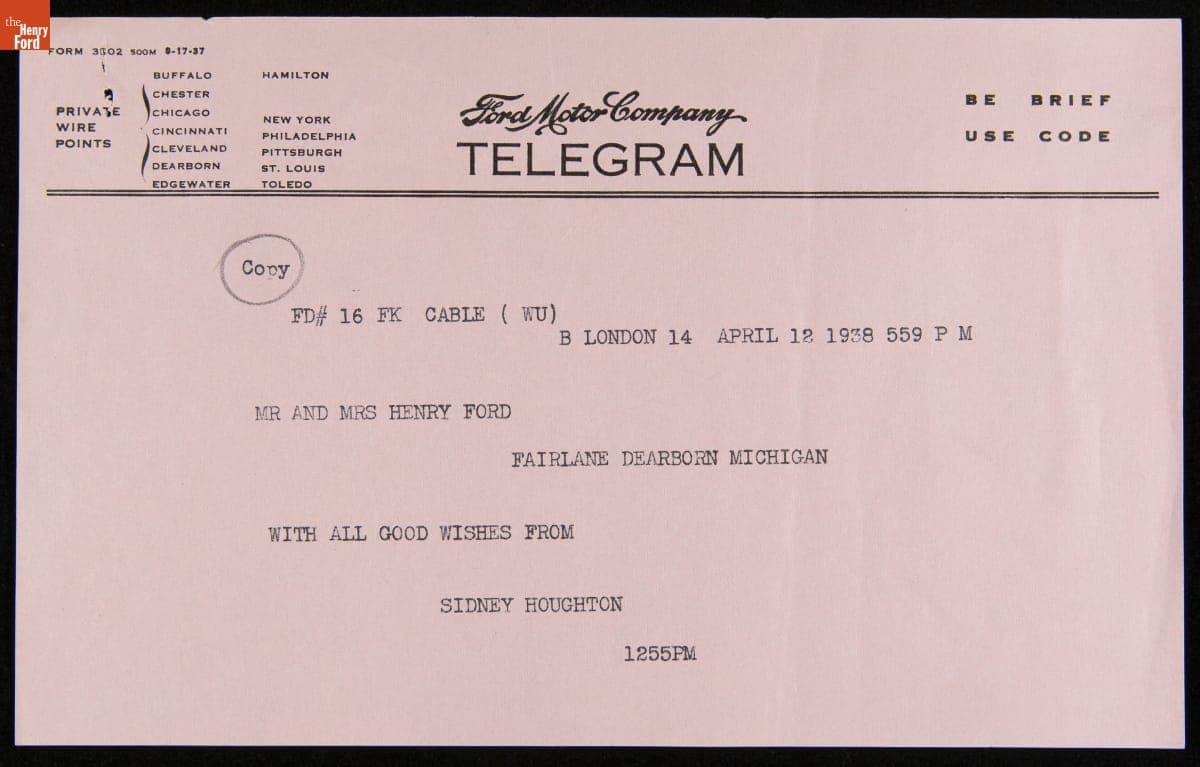 the
Henry
Ford
FORM 3802 500M 8-17-37
PRIVATE
WIRE
POINTS
BUFFALO
CHESTER
CHICAGO
CINCINNATI
CLEVELAND
DEARBORN
EDGEWATER
HAMILTON
NEW YORK
PHILADELPHIA
PITTSBURGH
ST. LOUIS
TOLEDO
Ford Motor Company
TELEGRAM
BE BRIEF
USE CODE
Copy
FD# 16 FK CABLE ( WU)
B LONDON 14 APRIL 12 1938 559 P M
MR AND MRS HENRY FORD
FAIRLANE DEARBORN MICHIGAN
WITH ALL GOOD WISHES FROM
SIDNEY HOUGHTON
1255PM